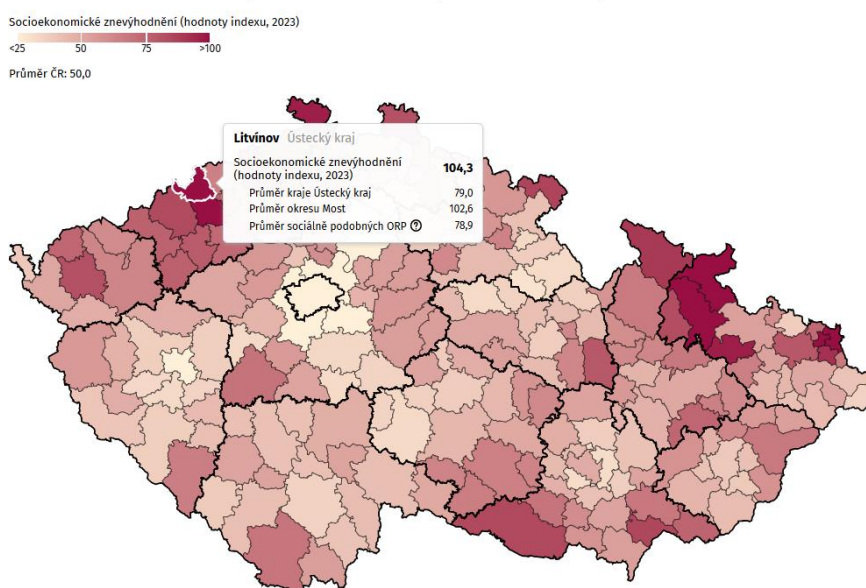 Socioekonomické znevýhodnění (hodnoty indexu, 2023)
<25 50 75 >100
Průměr ČR: 50,0
Litvínov Ústecký kraj
Socioekonomické znevýhodnění 104,3
(hodnoty indexu, 2023)
Průměr kraje Ústecký kraj 79,0
Průměr okresu Most 102,6
Průměr sociálně podobných ORP ? 78,9